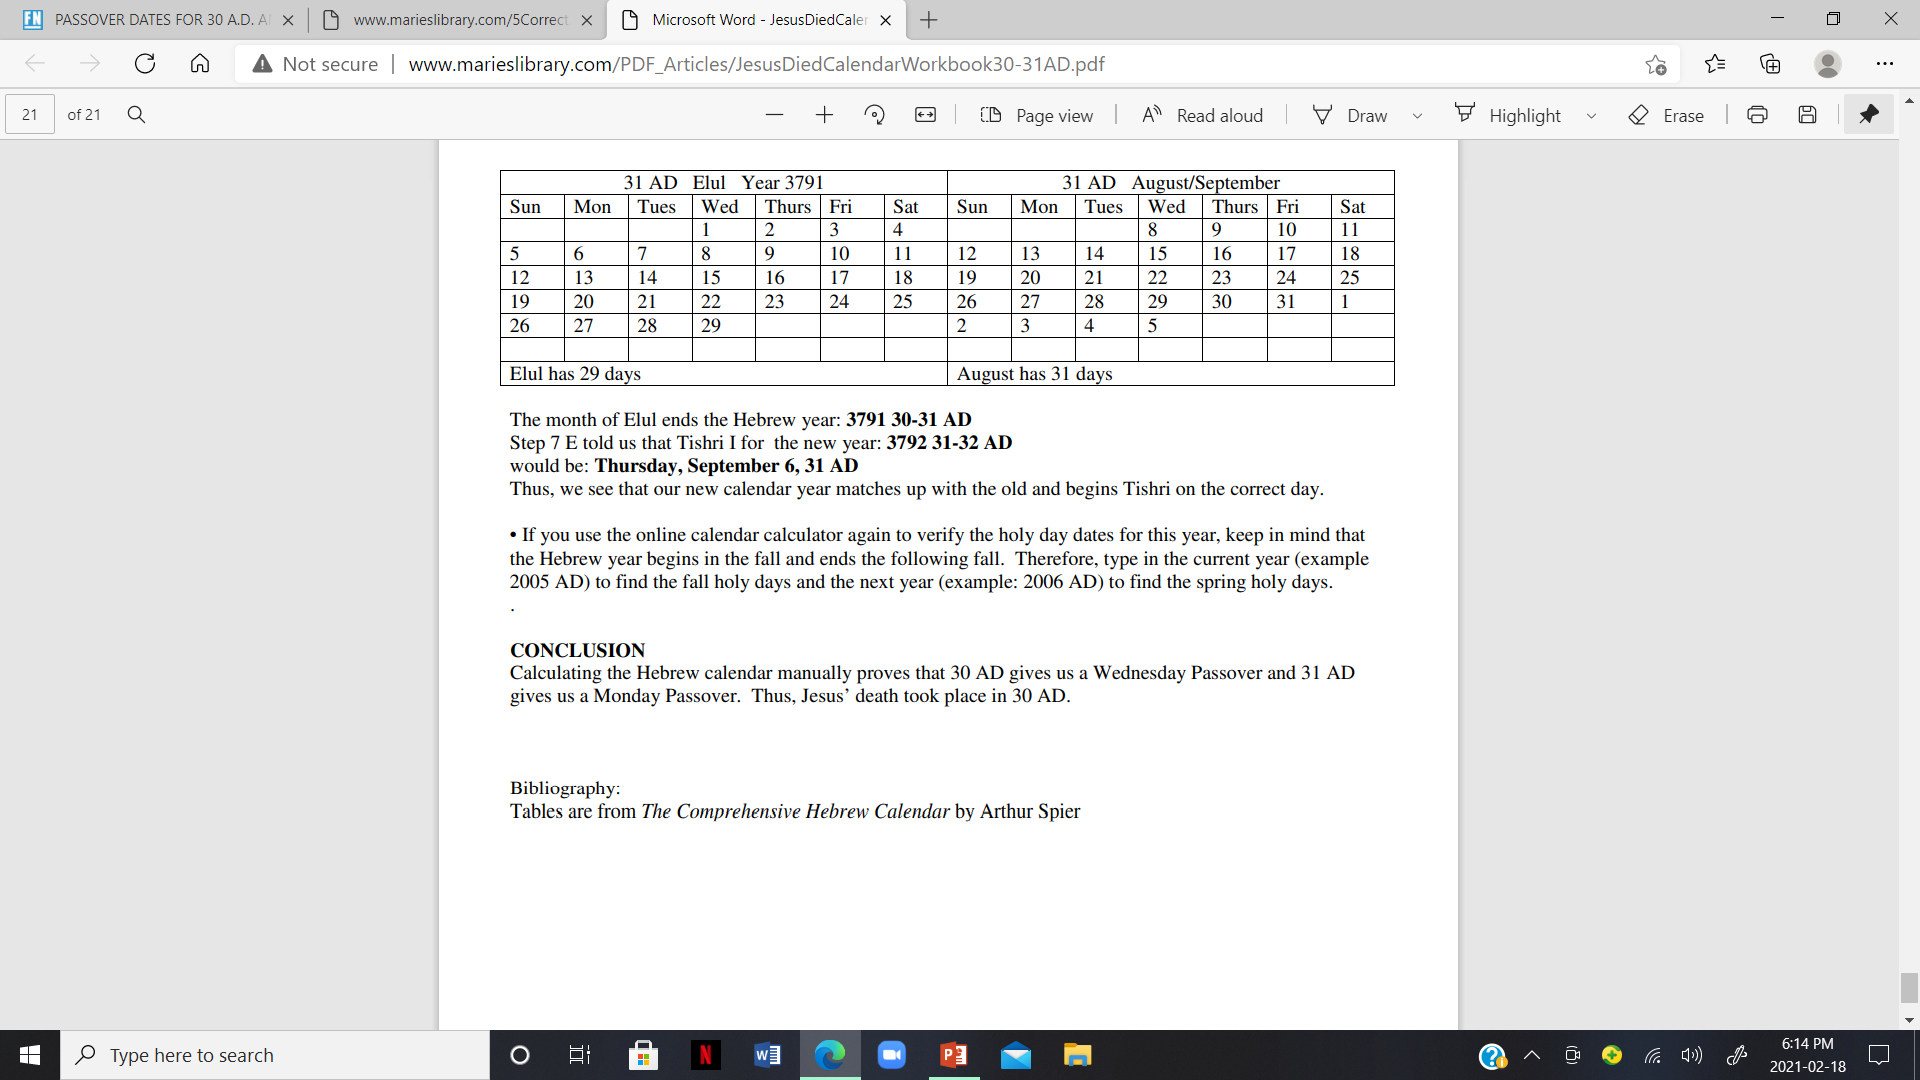 PASSOVER DATES FOR 30 A.D. A
www.marieslibrary.com/5Correct
Microsoft Word - JesusDiedCaler
Not secure | www.marieslibrary.com/PDF_Articles/JesusDiedCalendarWorkbook30-31AD.pdf
21 of 21 Page view Read aloud Draw Highlight Erase
31 AD Elul Year 3791 31 AD August/September
Sun Mon Tues Wed Thurs Fri Sat Sun Mon Tues Wed Thurs Fri Sat
1 2 3 4 8 9 10 11
5 6 7 8 9 10 11 12 13 14 15 16 17 18
12 13 14 15 16 17 18 19 20 21 22 23 24 25
19 20 21 22 23 24 25 26 27 28 29 30 31 1
26 27 28 29 2 3 4 5
Elul has 29 days August has 31 days
The month of Elul ends the Hebrew year: 3791 30-31 AD
Step 7 E told us that Tishri I for the new year: 3792 31-32 AD
would be: Thursday, September 6, 31 AD
Thus, we see that our new calendar year matches up with the old and begins Tishri on the correct day.
• If you use the online calendar calculator again to verify the holy day dates for this year, keep in mind that
the Hebrew year begins in the fall and ends the following fall. Therefore, type in the current year (example
2005 AD) to find the fall holy days and the next year (example: 2006 AD) to find the spring holy days.
.
CONCLUSION
Calculating the Hebrew calendar manually proves that 30 AD gives us a Wednesday Passover and 31 AD
gives us a Monday Passover. Thus, Jesus’ death took place in 30 AD.
Bibliography:
Tables are from The Comprehensive Hebrew Calendar by Arthur Spier
Type here to search
6:14 PM
2021-02-18